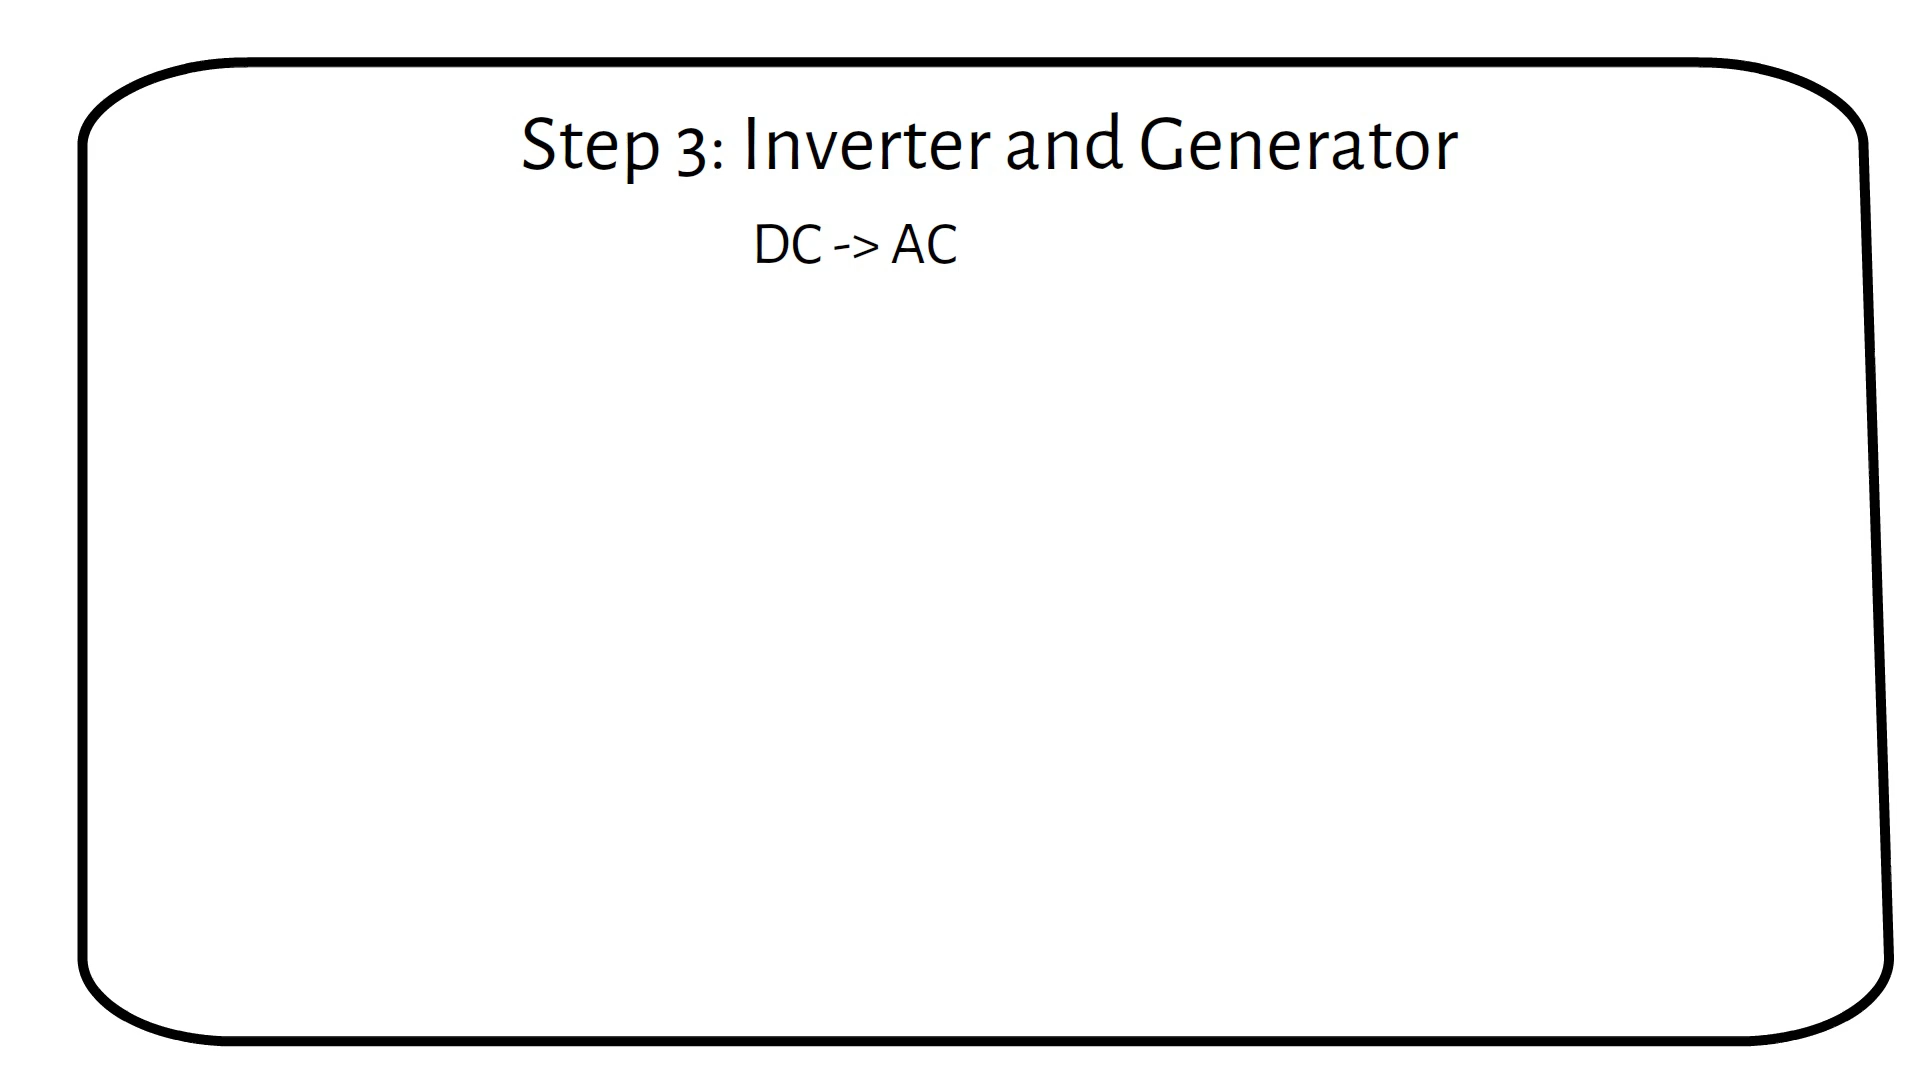 Step 3: Inverter and Generator
DC -> AC